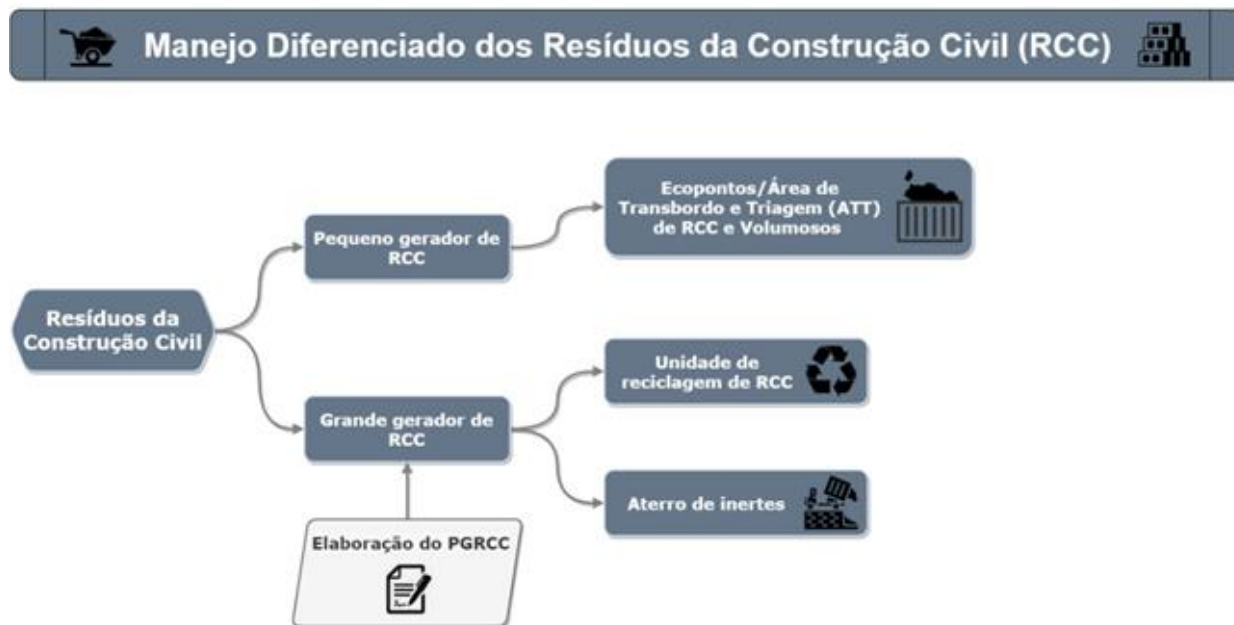 Manejo Diferenciado dos Resíduos da Construção Civil (RCC)
Ecopontos/Área de
Transbordo e Triagem (ATT)
de RCC e Volumosos
Pequeno gerador de
RCC
Resíduos da
Construção Civil
Unidade de
reciclagem de RCC
Grande gerador de
RCC
Aterro de inertes
Elaboração do PGRCC